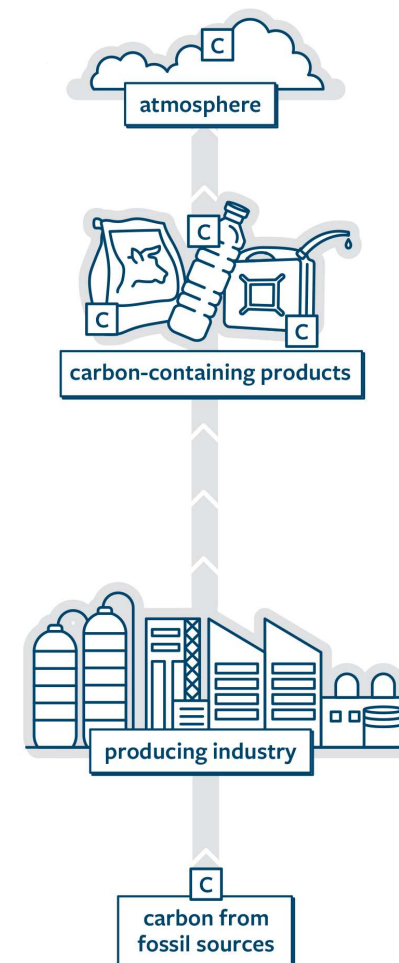 C
atmosphere
C
C
C
carbon-containing products
producing industry
C
carbon from
fossil sources